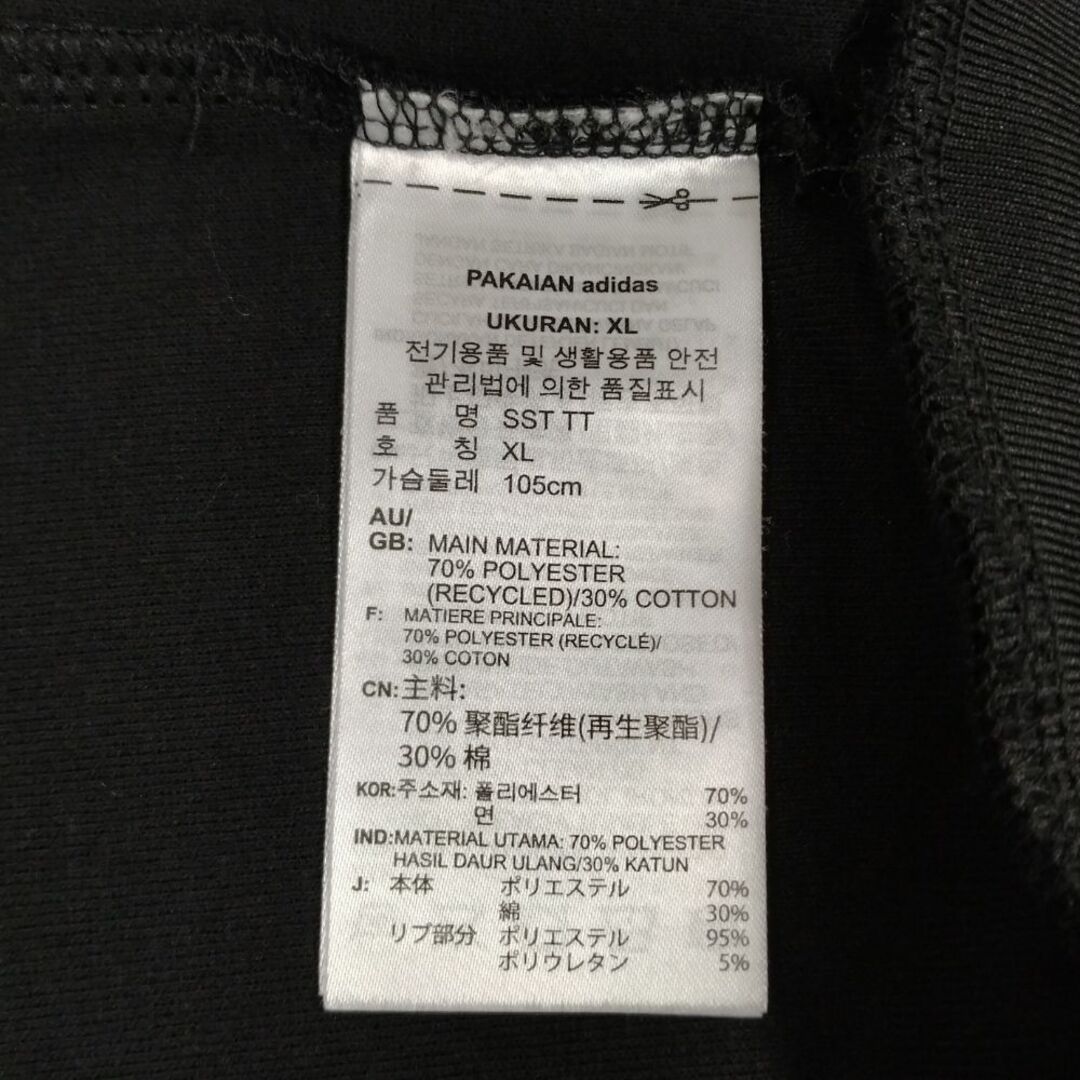 PAKAIAN adidas
UKURAN: XL
전기용품 및 생활용품 안전
관리법에 의한 품질표시
품 명 SST TT
호 칭 XL
가슴둘레 105cm
AU/
GB: MAIN MATERIAL:
70% POLYESTER
(RECYCLED)/30% COTTON
F: MATIERE PRINCIPALE:
70% POLYESTER (RECYCLÉ)/
30% COTON
CN:主料:
70% 聚酯纤维(再生聚酯)/
30% 棉
KOR:주소재: 폴리에스터 70%
면 30%
IND:MATERIAL UTAMA: 70% POLYESTER
HASIL DAUR ULANG/30% KATUN
J: 本体 ポリエステル 70%
綿 30%
リブ部分 ポリエステル 95%
ポリウレタン 5%